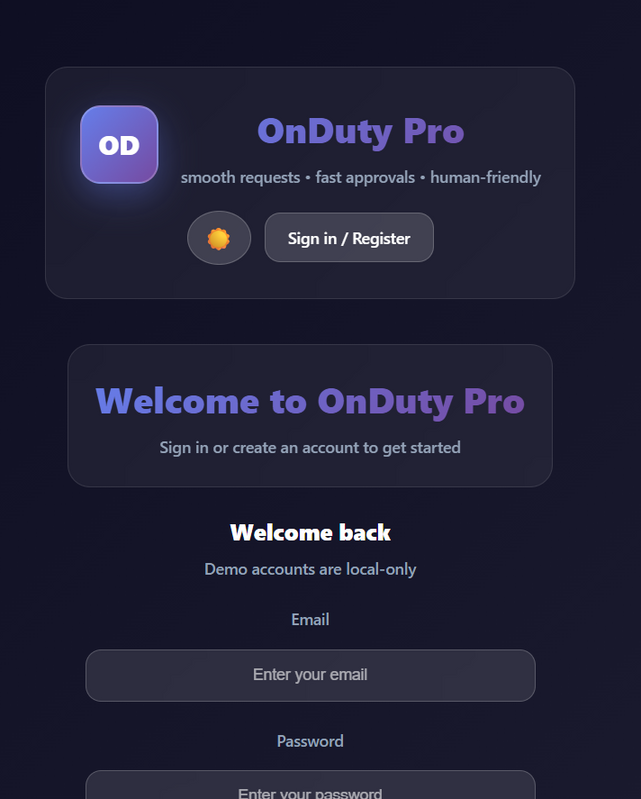 OD
OnDuty Pro
smooth requests • fast approvals • human-friendly
Sign in / Register
Welcome to OnDuty Pro
Sign in or create an account to get started
Welcome back
Demo accounts are local-only
Email
Enter your email
Password
Enter your password